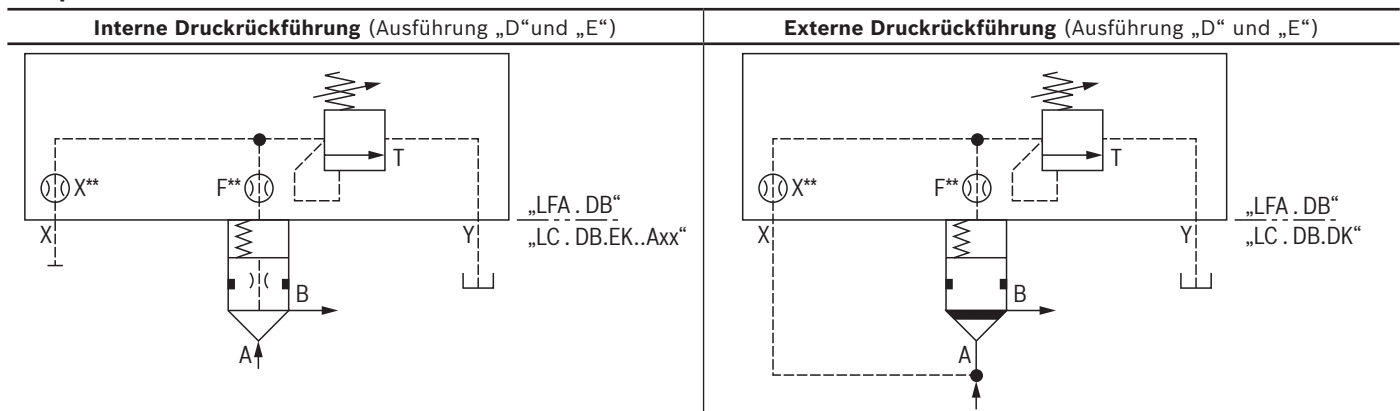 Interne Druckrückführung (Ausführung „D“und „E“)
Externe Druckrückführung (Ausführung „D“ und „E“)
T
X**
F**
„LFA . DB“
X
Y
„LC . DB.EK..Axx“
B
A
T
X**
F**
„LFA . DB“
X
Y
„LC . DB.DK“
B
A